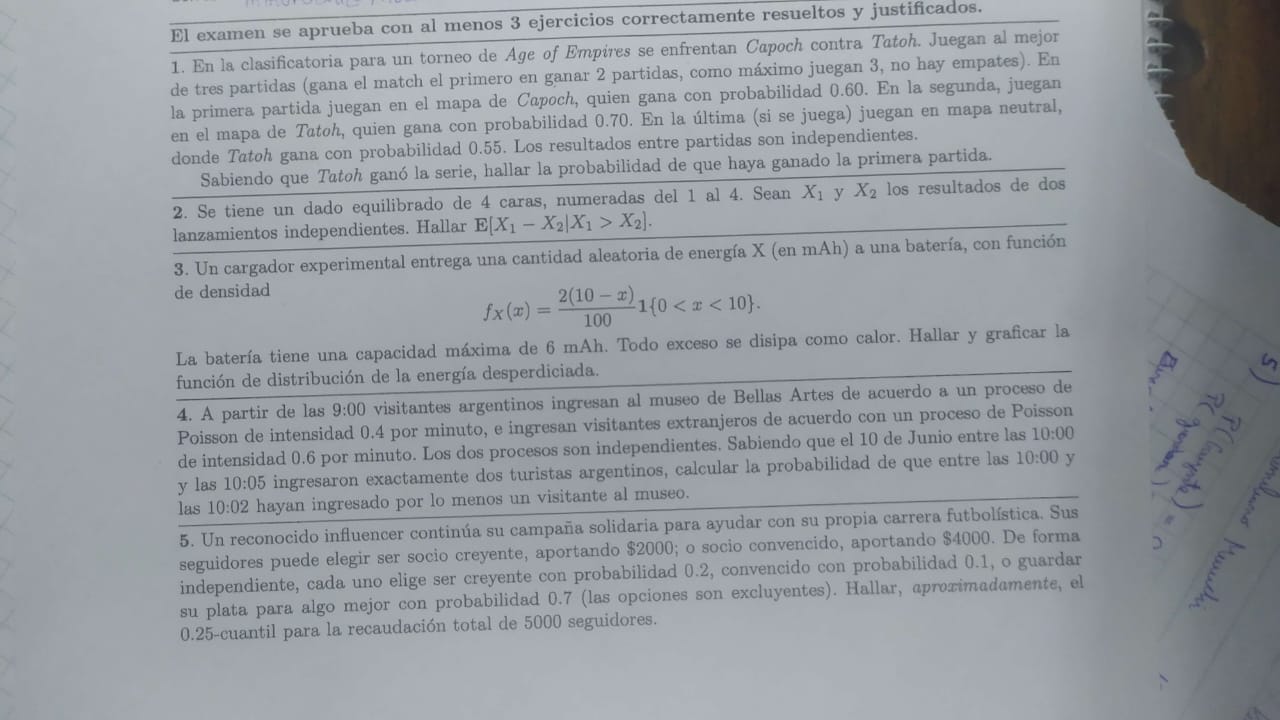 El examen se aprueba con al menos 3 ejercicios correctamente resueltos y justificados.
1. En la clasificatoria para un torneo de Age of Empires se enfrentan Capoch contra Tatoh. Juegan al mejor
de tres partidas (gana el match el primero en ganar 2 partidas, como máximo juegan 3, no hay empates). En
la primera partida juegan en el mapa de Capoch, quien gana con probabilidad 0.60. En la segunda, juegan
en el mapa de Tatoh, quien gana con probabilidad 0.70. En la última (si se juega) juegan en mapa neutral,
donde Tatoh gana con probabilidad 0.55. Los resultados entre partidas son independientes.
Sabiendo que Tatoh ganó la serie, hallar la probabilidad de que haya ganado la primera partida.
2. Se tiene un dado equilibrado de 4 caras, numeradas del 1 al 4. Sean X₁ y X₂ los resultados de dos
lanzamientos independientes. Hallar E[X₁ − X₂|X₁ > X₂].
3. Un cargador experimental entrega una cantidad aleatoria de energía X (en mAh) a una batería, con función
de densidad
fX(x) = 2(10 − x)/100 1{0 < x < 10}.
La batería tiene una capacidad máxima de 6 mAh. Todo exceso se disipa como calor. Hallar y graficar la
función de distribución de la energía desperdiciada.
4. A partir de las 9:00 visitantes argentinos ingresan al museo de Bellas Artes de acuerdo a un proceso de
Poisson de intensidad 0.4 por minuto, e ingresan visitantes extranjeros de acuerdo con un proceso de Poisson
de intensidad 0.6 por minuto. Los dos procesos son independientes. Sabiendo que el 10 de Junio entre las 10:00
y las 10:05 ingresaron exactamente dos turistas argentinos, calcular la probabilidad de que entre las 10:00 y
las 10:02 hayan ingresado por lo menos un visitante al museo.
5. Un reconocido influencer continúa su campaña solidaria para ayudar con su propia carrera futbolística. Sus
seguidores puede elegir ser socio creyente, aportando $2000; o socio convencido, aportando $4000. De forma
independiente, cada uno elige ser creyente con probabilidad 0.2, convencido con probabilidad 0.1, o guardar
su plata para algo mejor con probabilidad 0.7 (las opciones son excluyentes). Hallar, aproximadamente, el
0.25-cuantil para la recaudación total de 5000 seguidores.
5)